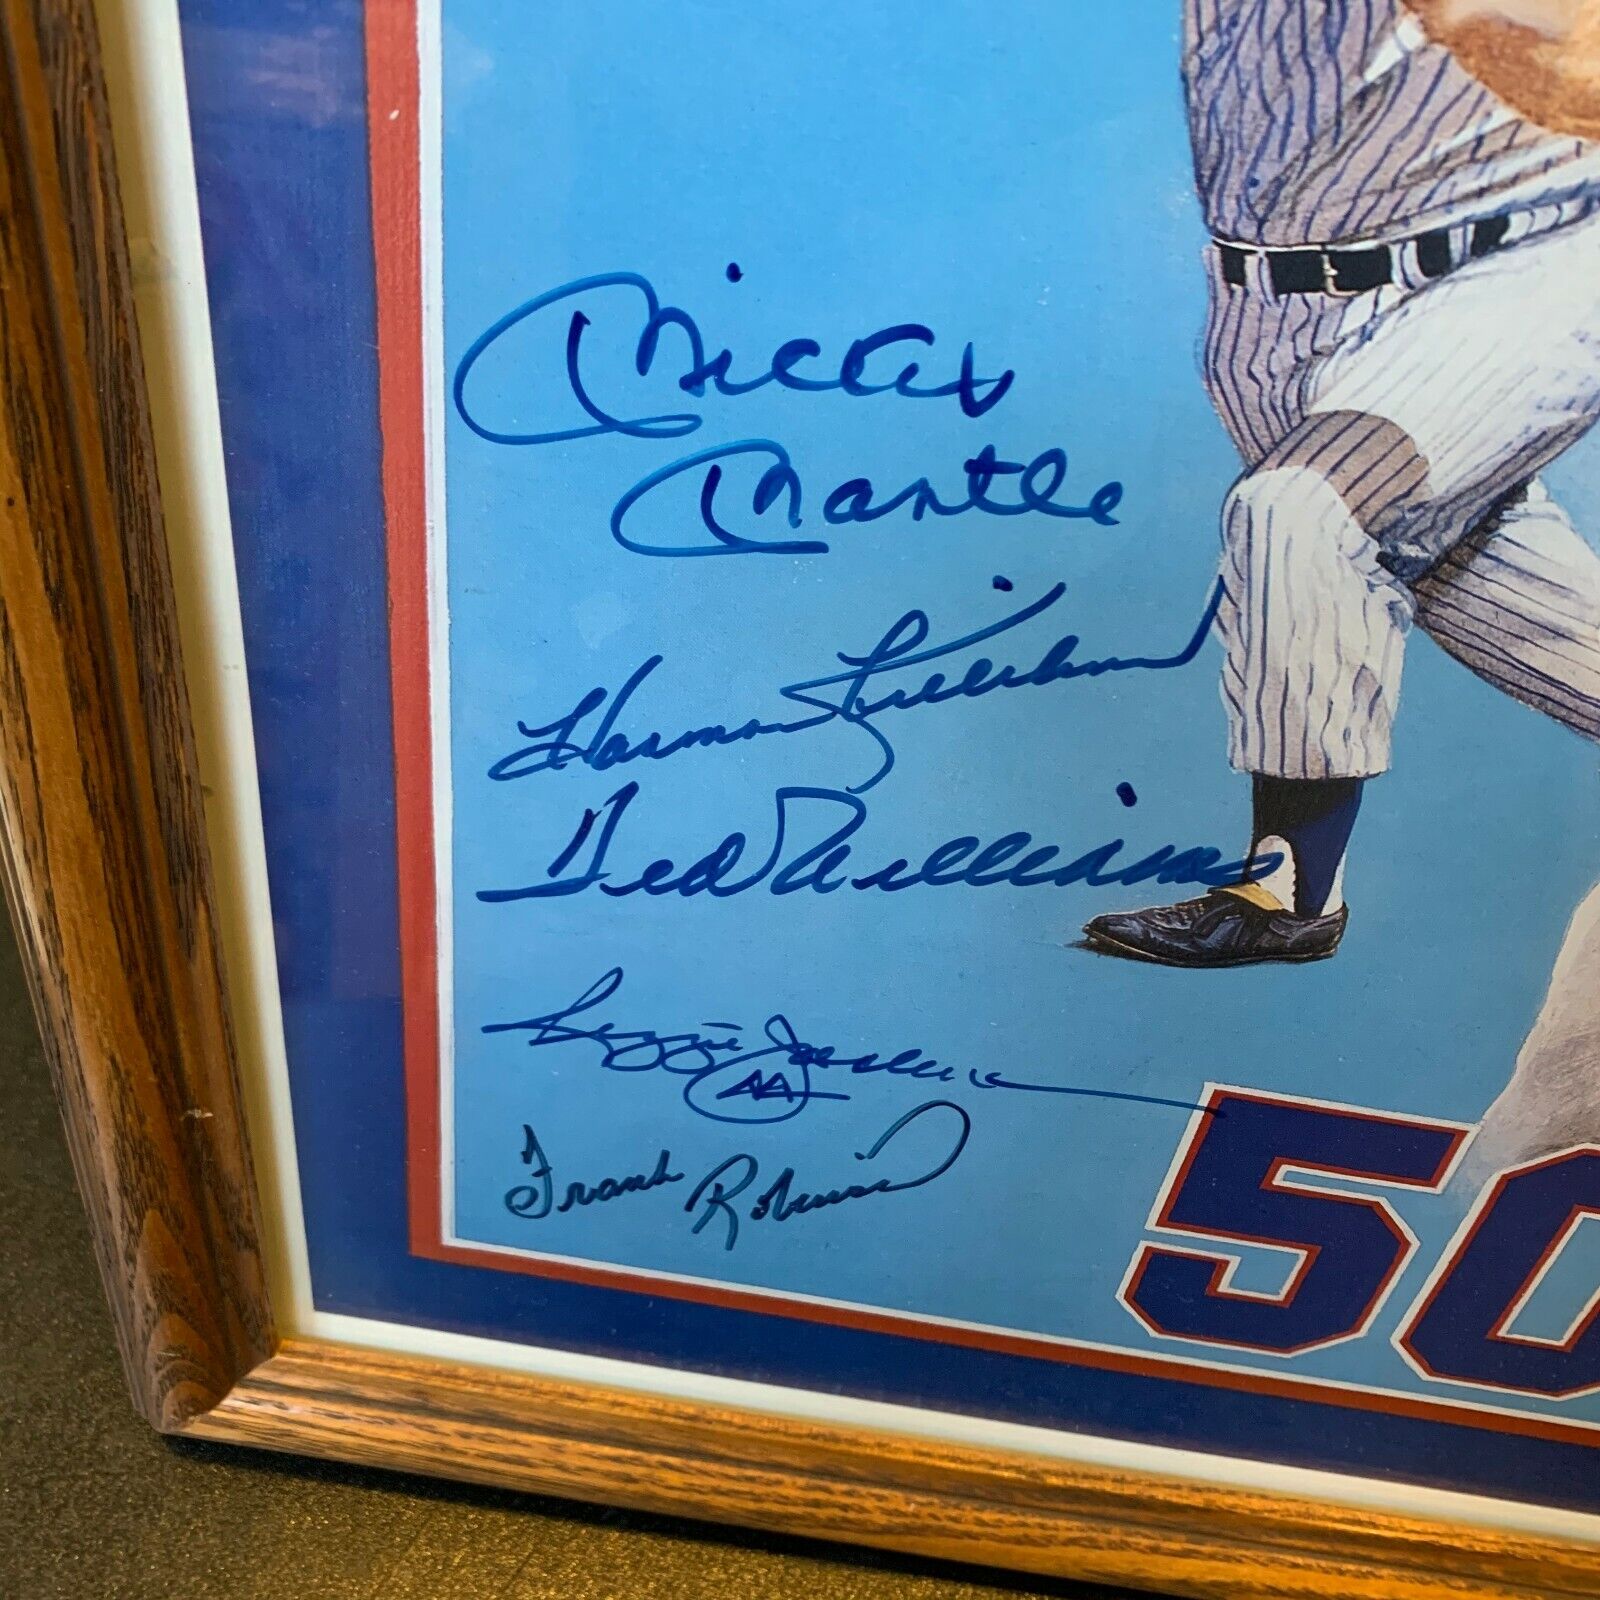 Mickey
Mantle
Harmon Killebrew
Ted Williams
Reggie Jackson
44
Frank Robinson
50